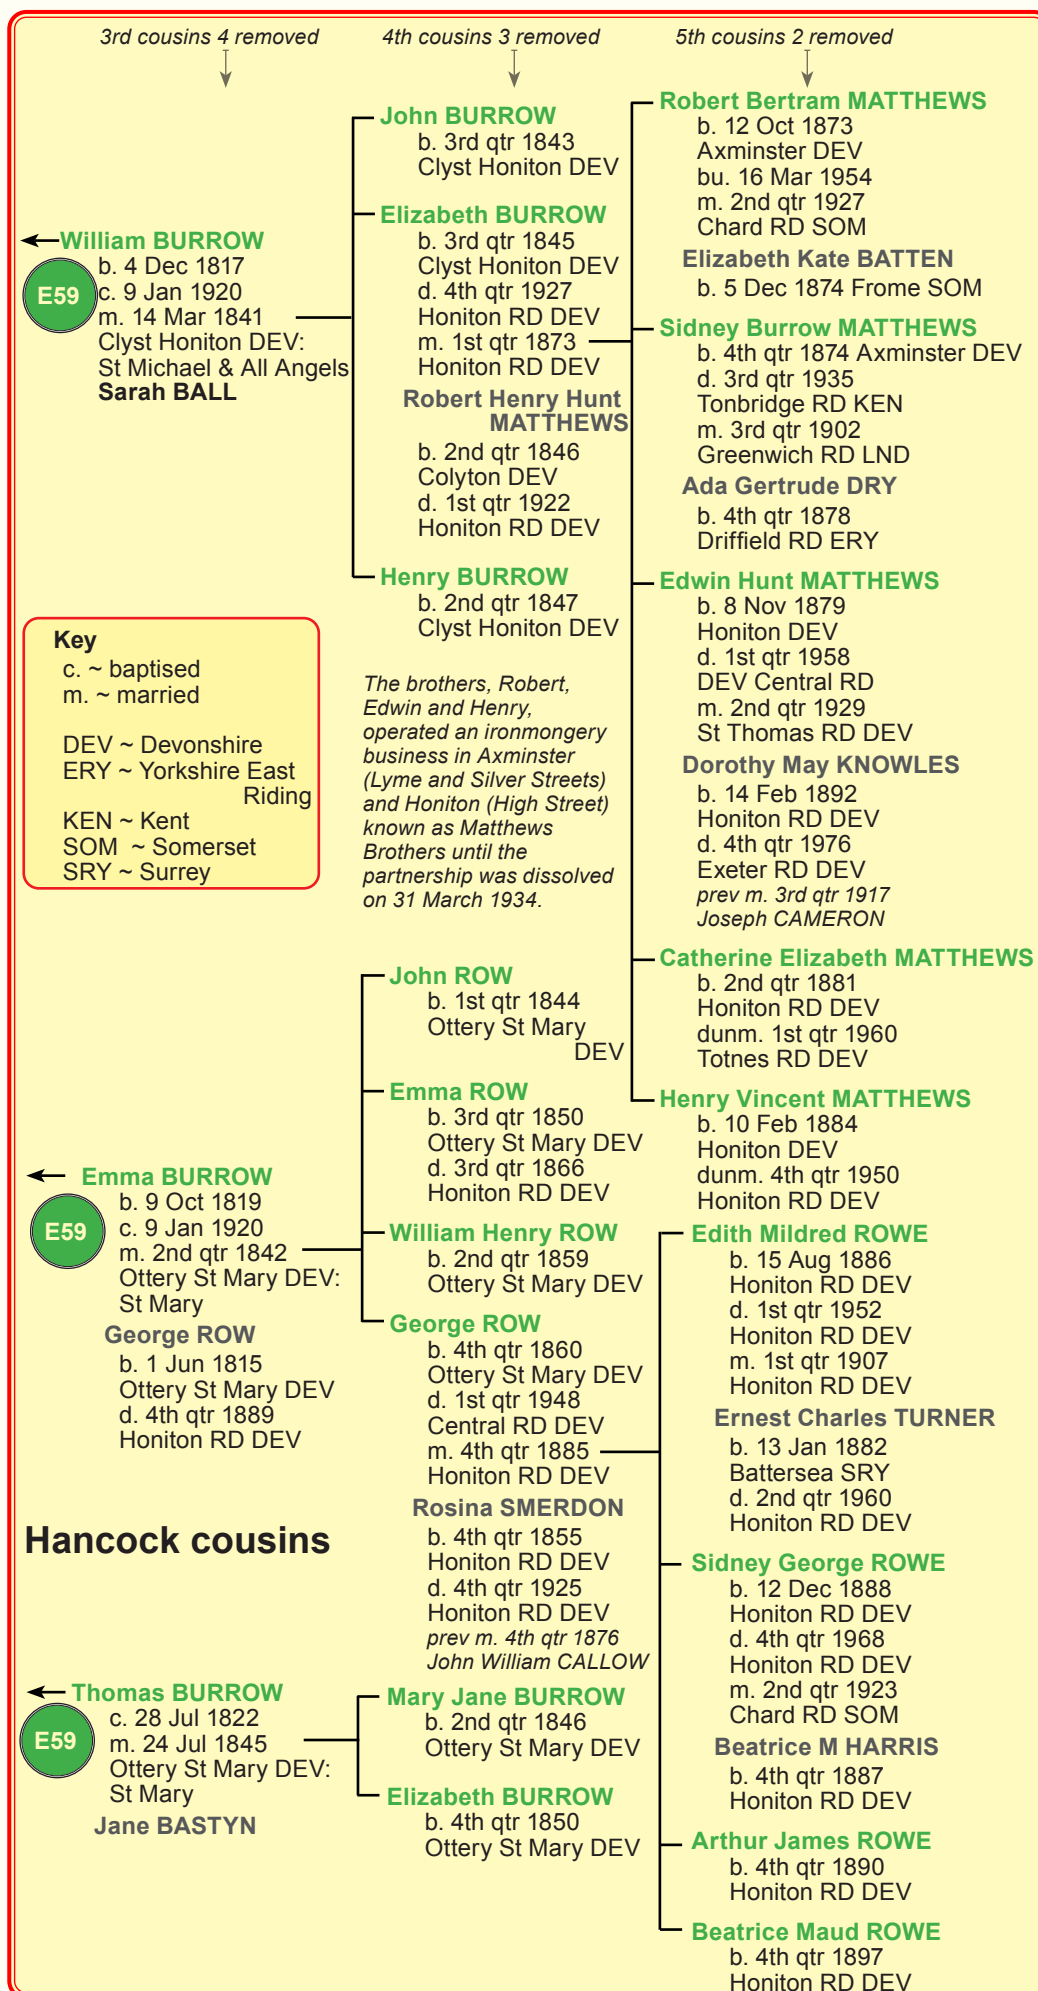 3rd cousins 4 removed
4th cousins 3 removed
5th cousins 2 removed
William BURROW
E59
b. 4 Dec 1817
c. 9 Jan 1920
m. 14 Mar 1841
Clyst Honiton DEV:
St Michael & All Angels
Sarah BALL
John BURROW
b. 3rd qtr 1843
Clyst Honiton DEV
Elizabeth BURROW
b. 3rd qtr 1845
Clyst Honiton DEV
d. 4th qtr 1927
Honiton RD DEV
m. 1st qtr 1873
Honiton RD DEV
Robert Henry Hunt
MATTHEWS
b. 2nd qtr 1846
Colyton DEV
d. 1st qtr 1922
Honiton RD DEV
Henry BURROW
b. 2nd qtr 1847
Clyst Honiton DEV
Robert Bertram MATTHEWS
b. 12 Oct 1873
Axminster DEV
bu. 16 Mar 1954
m. 2nd qtr 1927
Chard RD SOM
Elizabeth Kate BATTEN
b. 5 Dec 1874 Frome SOM
Sidney Burrow MATTHEWS
b. 4th qtr 1874 Axminster DEV
d. 3rd qtr 1935
Tonbridge RD KEN
m. 3rd qtr 1902
Greenwich RD LND
Ada Gertrude DRY
b. 4th qtr 1878
Driffield RD ERY
Edwin Hunt MATTHEWS
b. 8 Nov 1879
Honiton DEV
d. 1st qtr 1958
DEV Central RD
m. 2nd qtr 1929
St Thomas RD DEV
Dorothy May KNOWLES
b. 14 Feb 1892
Honiton RD DEV
d. 4th qtr 1976
Exeter RD DEV
prev m. 3rd qtr 1917
Joseph CAMERON
Catherine Elizabeth MATTHEWS
b. 2nd qtr 1881
Honiton RD DEV
dunm. 1st qtr 1960
Totnes RD DEV
Henry Vincent MATTHEWS
b. 10 Feb 1884
Honiton DEV
dunm. 4th qtr 1950
Honiton RD DEV
Key
c. ~ baptised
m. ~ married
DEV ~ Devonshire
ERY ~ Yorkshire East
Riding
KEN ~ Kent
SOM ~ Somerset
SRY ~ Surrey
The brothers, Robert,
Edwin and Henry,
operated an ironmongery
business in Axminster
(Lyme and Silver Streets)
and Honiton (High Street)
known as Matthews
Brothers until the
partnership was dissolved
on 31 March 1934.
Emma BURROW
E59
b. 9 Oct 1819
c. 9 Jan 1920
m. 2nd qtr 1842
Ottery St Mary DEV:
St Mary
George ROW
b. 1 Jun 1815
Ottery St Mary DEV
d. 4th qtr 1889
Honiton RD DEV
John ROW
b. 1st qtr 1844
Ottery St Mary
DEV
Emma ROW
b. 3rd qtr 1850
Ottery St Mary DEV
d. 3rd qtr 1866
Honiton RD DEV
William Henry ROW
b. 2nd qtr 1859
Ottery St Mary DEV
George ROW
b. 4th qtr 1860
Ottery St Mary DEV
d. 1st qtr 1948
Central RD DEV
m. 4th qtr 1885
Honiton RD DEV
Rosina SMERDON
b. 4th qtr 1855
Honiton RD DEV
d. 4th qtr 1925
Honiton RD DEV
prev m. 4th qtr 1876
John William CALLOW
Edith Mildred ROWE
b. 15 Aug 1886
Honiton RD DEV
d. 1st qtr 1952
Honiton RD DEV
m. 1st qtr 1907
Honiton RD DEV
Ernest Charles TURNER
b. 13 Jan 1882
Battersea SRY
d. 2nd qtr 1960
Honiton RD DEV
Sidney George ROWE
b. 12 Dec 1888
Honiton RD DEV
d. 4th qtr 1968
Honiton RD DEV
m. 2nd qtr 1923
Chard RD SOM
Beatrice M HARRIS
b. 4th qtr 1887
Honiton RD DEV
Arthur James ROWE
b. 4th qtr 1890
Honiton RD DEV
Beatrice Maud ROWE
b. 4th qtr 1897
Honiton RD DEV
Hancock cousins
Thomas BURROW
E59
c. 28 Jul 1822
m. 24 Jul 1845
Ottery St Mary DEV:
St Mary
Jane BASTYN
Mary Jane BURROW
b. 2nd qtr 1846
Ottery St Mary DEV
Elizabeth BURROW
b. 4th qtr 1850
Ottery St Mary DEV